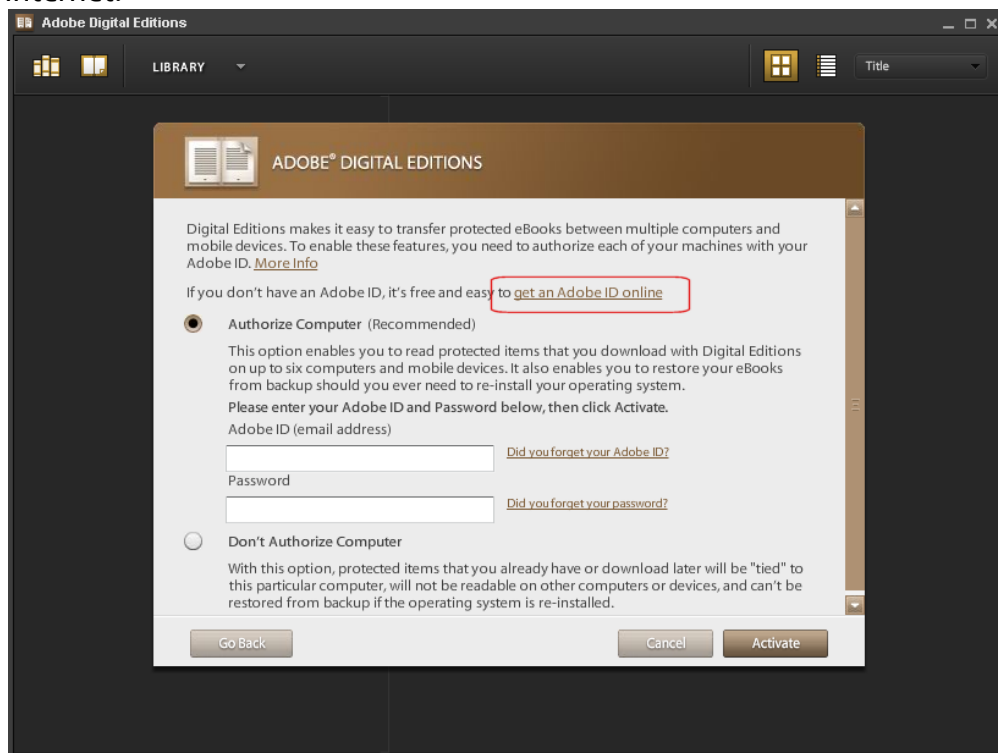 Adobe Digital Editions
LIBRARY
Title
ADOBE® DIGITAL EDITIONS
Digital Editions makes it easy to transfer protected eBooks between multiple computers and
mobile devices. To enable these features, you need to authorize each of your machines with your
Adobe ID. More Info
If you don't have an Adobe ID, it's free and easy to get an Adobe ID online
Authorize Computer (Recommended)
This option enables you to read protected items that you download with Digital Editions
on up to six computers and mobile devices. It also enables you to restore your eBooks
from backup should you ever need to re-install your operating system.
Please enter your Adobe ID and Password below, then click Activate.
Adobe ID (email address)
Did you forget your Adobe ID?
Password
Did you forget your password?
Don't Authorize Computer
With this option, protected items that you already have or download later will be "tied" to
this particular computer, will not be readable on other computers or devices, and can't be
restored from backup if the operating system is re-installed.
Go Back
Cancel
Activate